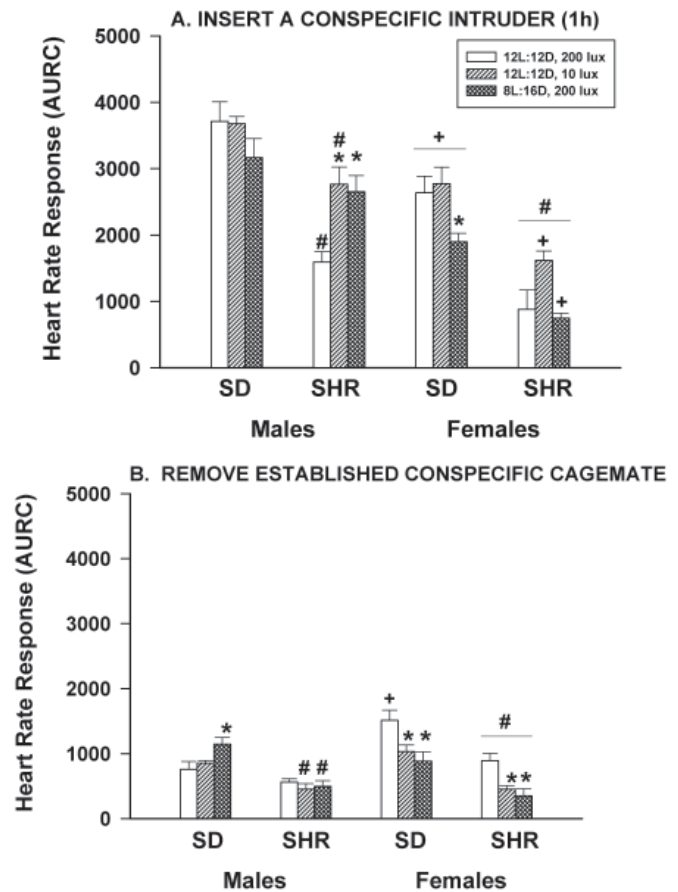 A. INSERT A CONSPECIFIC INTRUDER (1h)
Heart Rate Response (AURC)
5000
4000
3000
2000
1000
0
12L:12D, 200 lux
12L:12D, 10 lux
8L:16D, 200 lux
# # * * + * # + +
SD SHR SD SHR
Males Females
B. REMOVE ESTABLISHED CONSPECIFIC CAGEMATE
Heart Rate Response (AURC)
5000
4000
3000
2000
1000
0
* # # + * * # * *
SD SHR SD SHR
Males Females